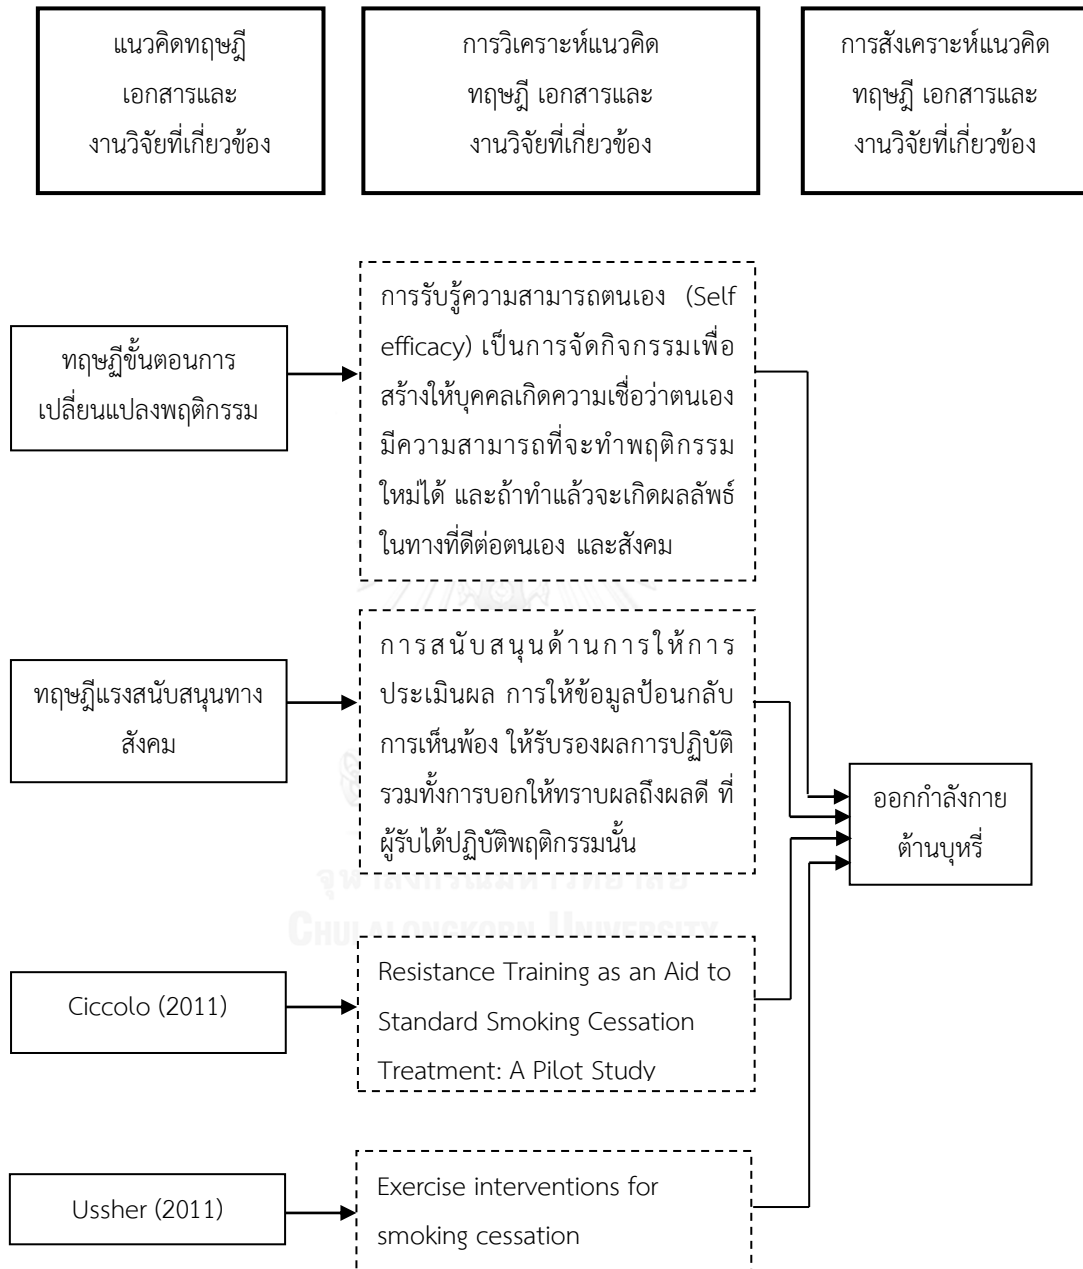 แนวคิดทฤษฎี
เอกสารและ
งานวิจัยที่เกี่ยวข้อง
การวิเคราะห์แนวคิด
ทฤษฎี เอกสารและ
งานวิจัยที่เกี่ยวข้อง
การสังเคราะห์แนวคิด
ทฤษฎี เอกสารและ
งานวิจัยที่เกี่ยวข้อง
ทฤษฏีขั้นตอนการ
เปลี่ยนแปลงพฤติกรรม
การรับรู้ความสามารถตนเอง (Self
efficacy) เป็นการจัดกิจกรรมเพื่อ
สร้างให้บุคคลเกิดความเชื่อว่าตนเอง
มีความสามารถที่จะทำพฤติกรรม
ใหม่ได้ และถ้าทำแล้วจะเกิดผลลัพธ์
ในทางที่ดีต่อตนเอง และสังคม
ทฤษฎีแรงสนับสนุนทาง
สังคม
การสนับสนุนด้านการให้การ
ประเมินผล การให้ข้อมูลป้อนกลับ
การเห็นพ้อง ให้รับรองผลการปฏิบัติ
รวมทั้งการบอกให้ทราบผลถึงผลดี ที่
ผู้รับได้ปฏิบัติพฤติกรรมนั้น
ออกกำลังกาย
ต้านบุหรี่
จุฬาลงกรณ์มหาวิทยาลัย
CHULALONGKORN UNIVERSITY
Ciccolo (2011)
Resistance Training as an Aid to
Standard Smoking Cessation
Treatment: A Pilot Study
Ussher (2011)
Exercise interventions for
smoking cessation